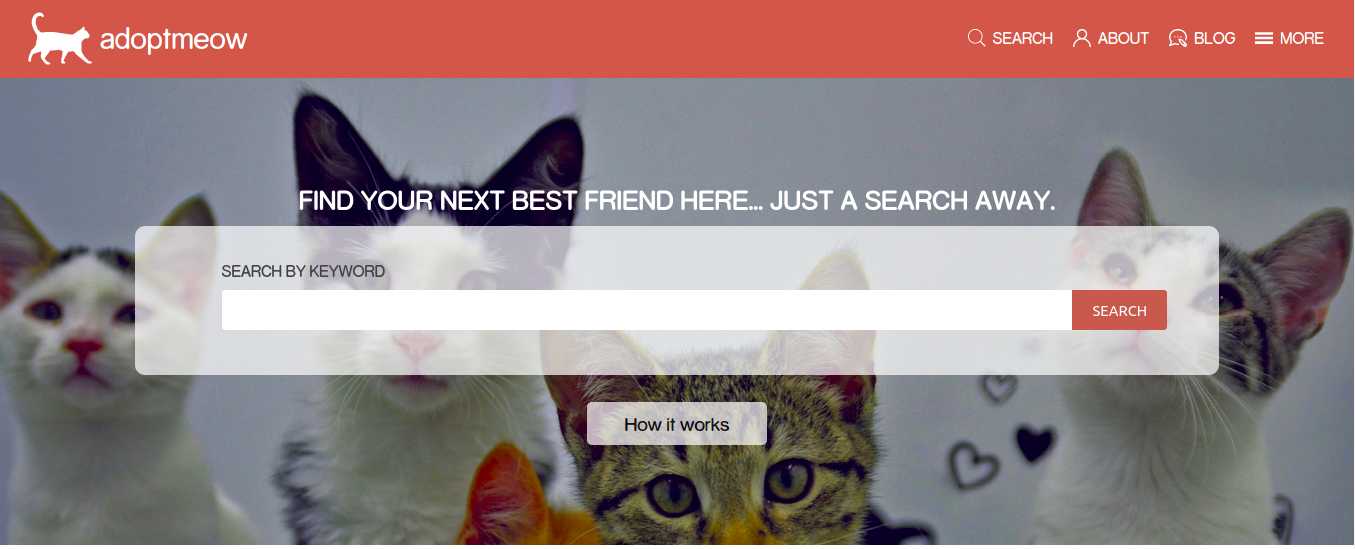 adoptmeow
SEARCH ABOUT BLOG MORE
FIND YOUR NEXT BEST FRIEND HERE... JUST A SEARCH AWAY.
SEARCH BY KEYWORD
SEARCH
How it works